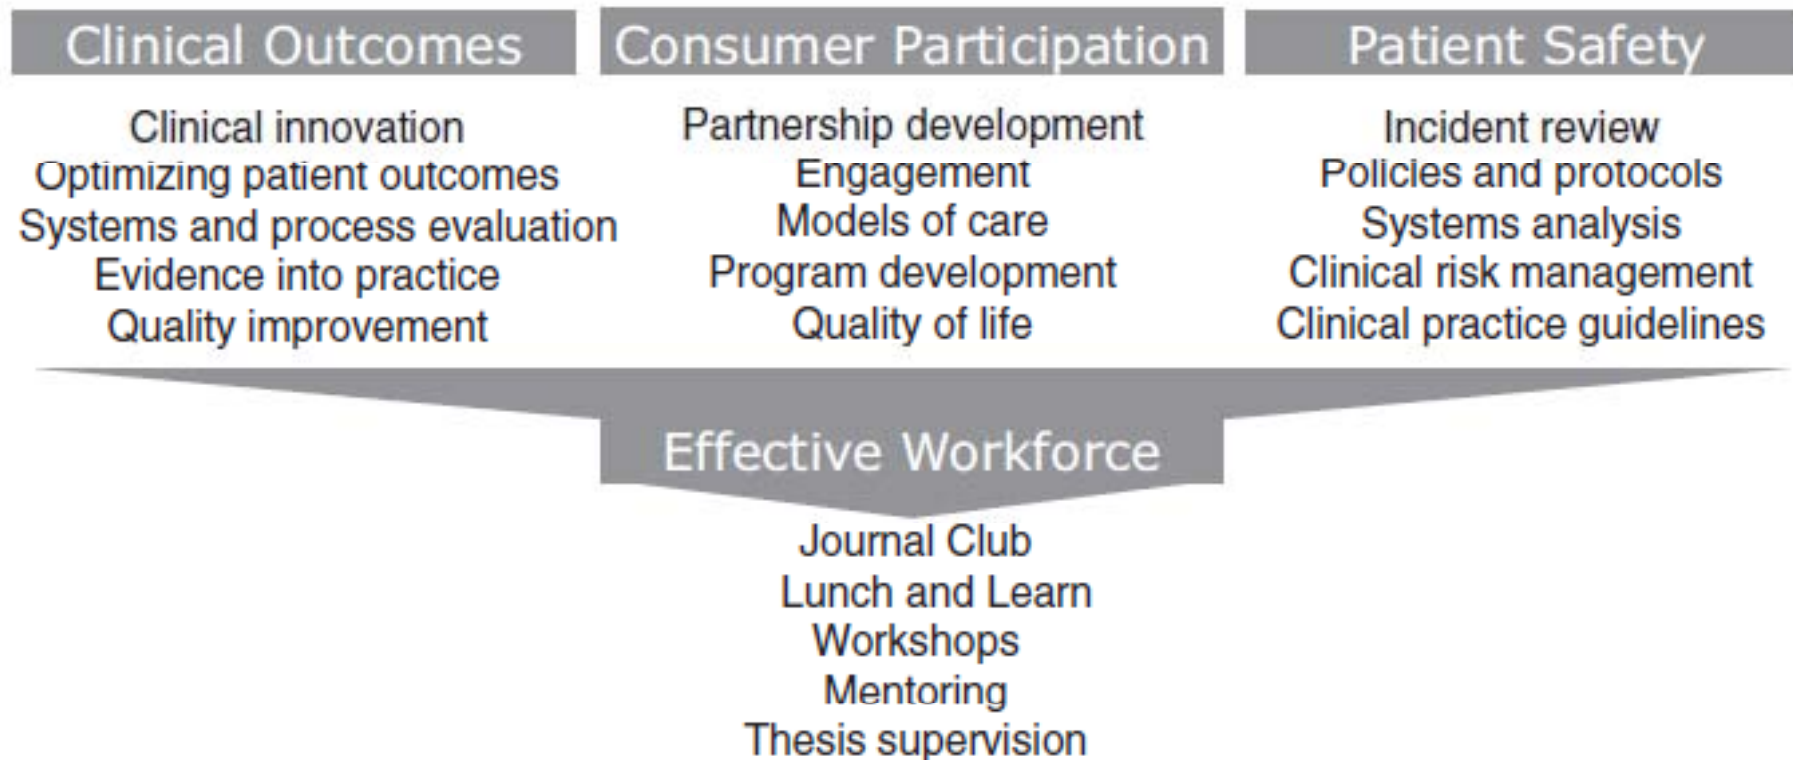 Clinical Outcomes
Clinical innovation
Optimizing patient outcomes
Systems and process evaluation
Evidence into practice
Quality improvement
Consumer Participation
Partnership development
Engagement
Models of care
Program development
Quality of life
Patient Safety
Incident review
Policies and protocols
Systems analysis
Clinical risk management
Clinical practice guidelines
Effective Workforce
Journal Club
Lunch and Learn
Workshops
Mentoring
Thesis supervision